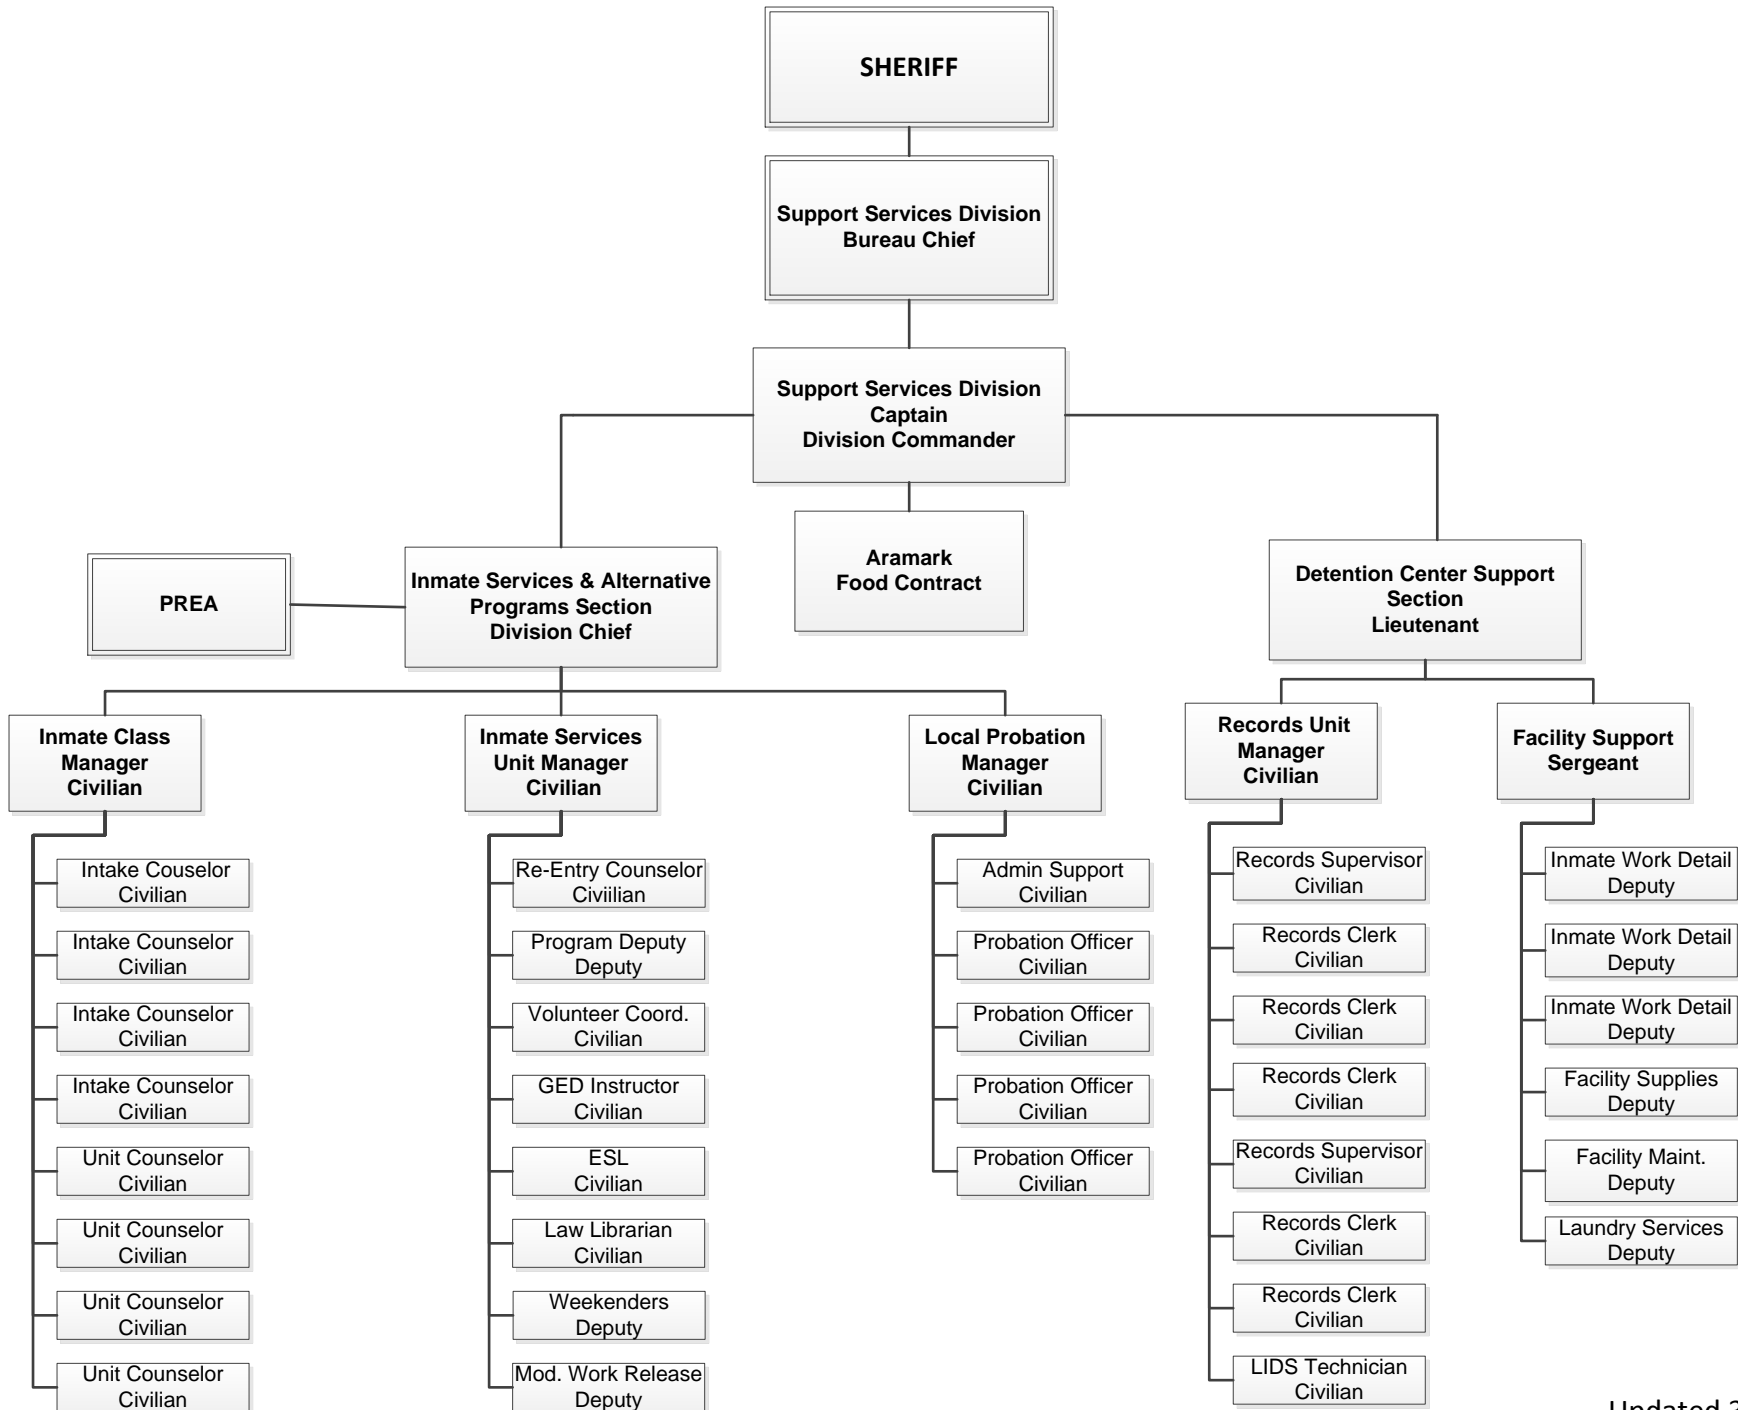 SHERIFF
Support Services Division
Bureau Chief
Support Services Division
Captain
Division Commander
Aramark
Food Contract
PREA
Inmate Services & Alternative
Programs Section
Division Chief
Detention Center Support
Section
Lieutenant
Inmate Class
Manager
Civilian
Intake Couselor
Civilian
Intake Counselor
Civilian
Intake Counselor
Civilian
Intake Counselor
Civilian
Unit Counselor
Civilian
Unit Counselor
Civilian
Unit Counselor
Civilian
Unit Counselor
Civilian
Inmate Services
Unit Manager
Civilian
Re-Entry Counselor
Civiilian
Program Deputy
Deputy
Volunteer Coord.
Civilian
GED Instructor
Civilian
ESL
Civilian
Law Librarian
Civilian
Weekenders
Deputy
Mod. Work Release
Deputy
Local Probation
Manager
Civilian
Admin Support
Civilian
Probation Officer
Civilian
Probation Officer
Civilian
Probation Officer
Civilian
Probation Officer
Civilian
Records Unit
Manager
Civilian
Records Supervisor
Civilian
Records Clerk
Civilian
Records Clerk
Civilian
Records Clerk
Civilian
Records Supervisor
Civilian
Records Clerk
Civilian
Records Clerk
Civilian
LIDS Technician
Civilian
Facility Support
Sergeant
Inmate Work Detail
Deputy
Inmate Work Detail
Deputy
Inmate Work Detail
Deputy
Facility Supplies
Deputy
Facility Maint.
Deputy
Laundry Services
Deputy
Updated